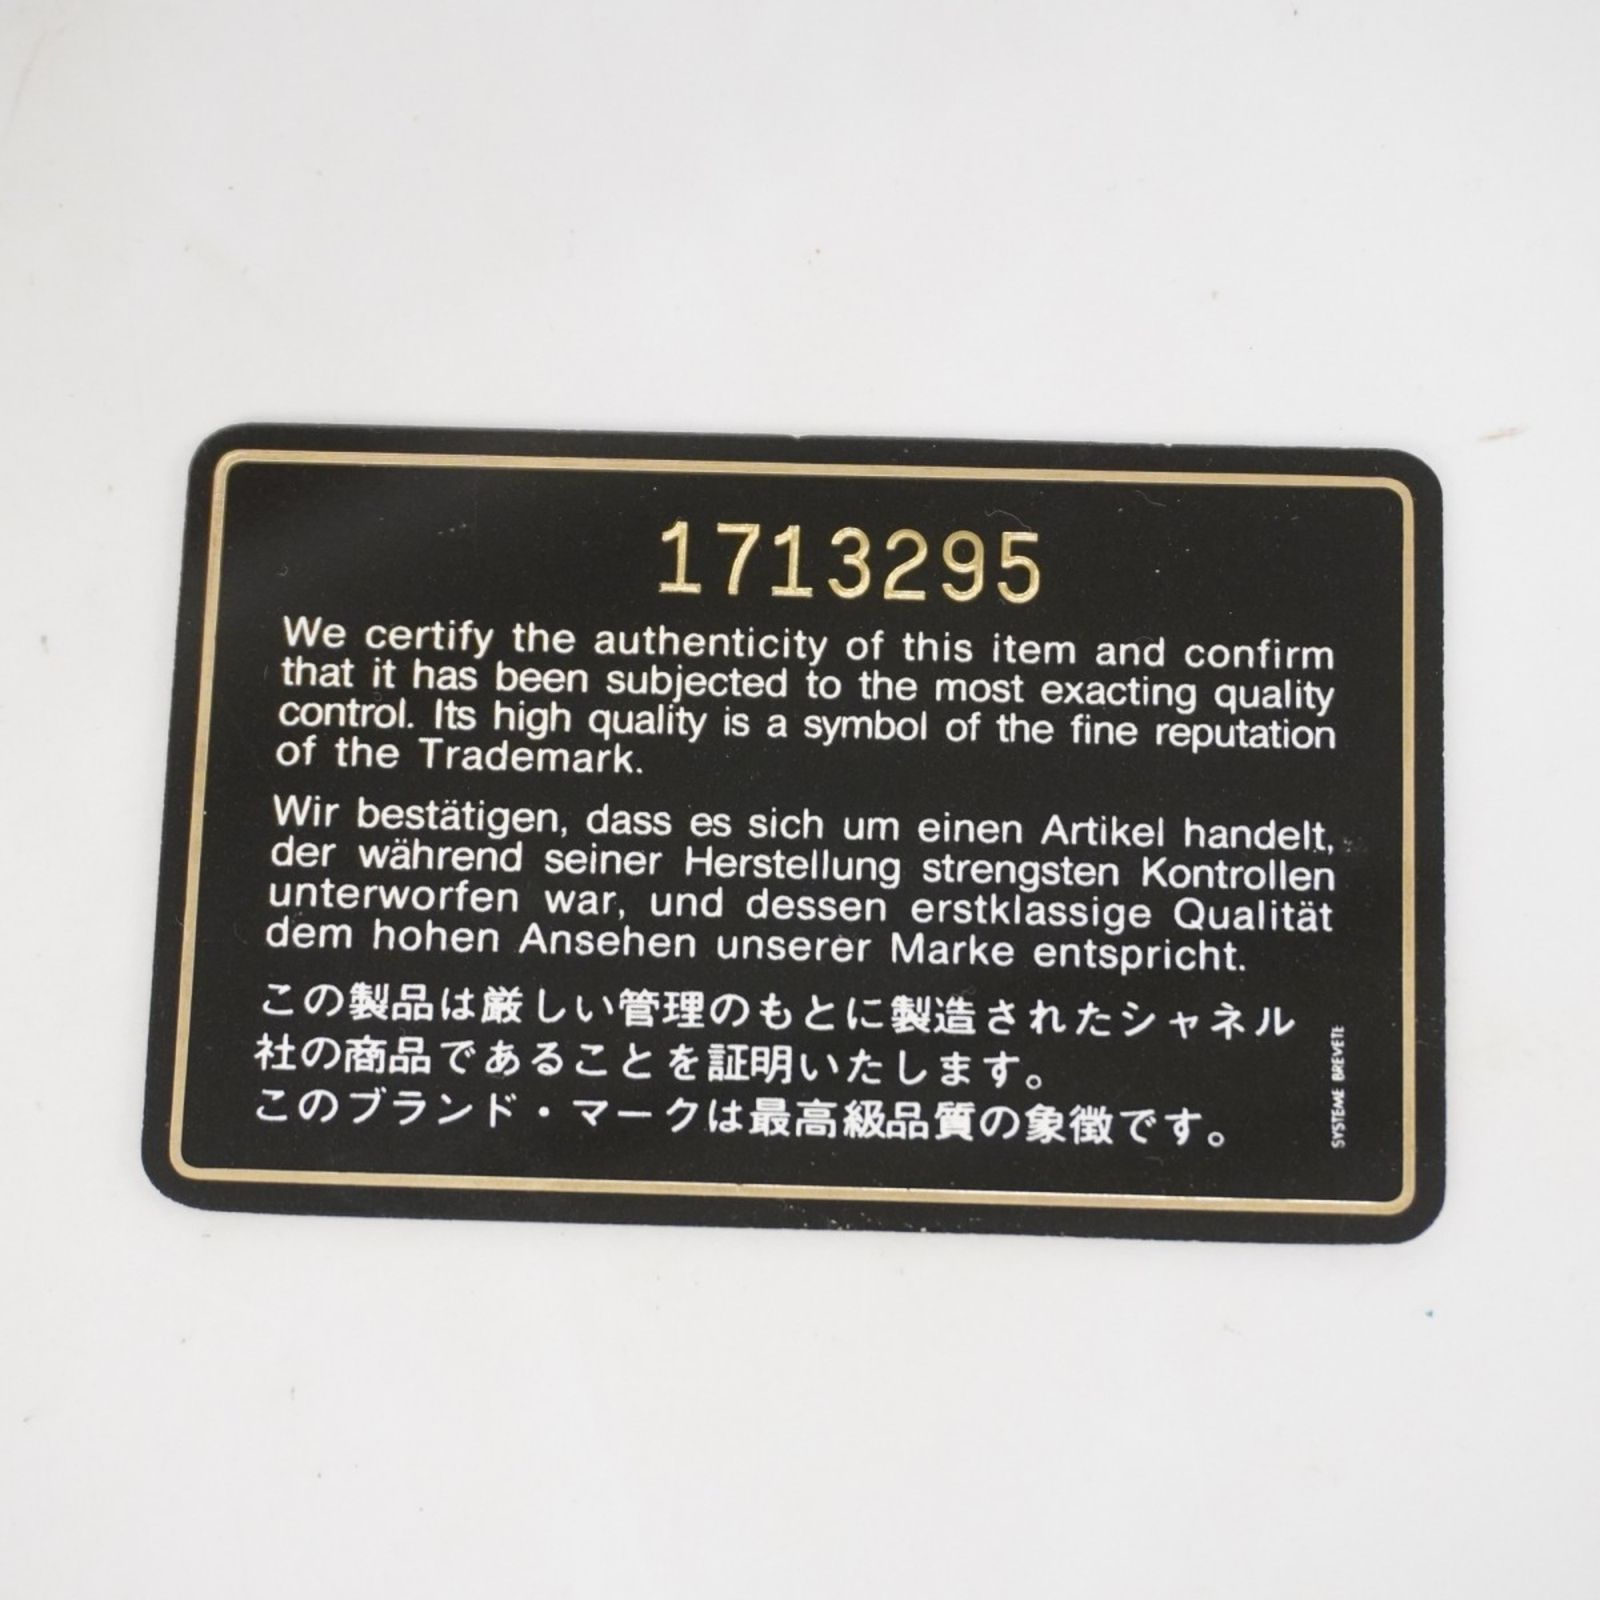 1713295
We certify the authenticity of this item and confirm
that it has been subjected to the most exacting quality
control. Its high quality is a symbol of the fine reputation
of the Trademark.
Wir bestätigen, dass es sich um einen Artikel handelt,
der während seiner Herstellung strengsten Kontrollen
unterworfen war, und dessen erstklassige Qualität
dem hohen Ansehen unserer Marke entspricht.
この製品は厳しい管理のもとに製造されたシャネル
社の商品であることを証明いたします。
このブランド・マークは最高級品質の象徴です。
SYSTEME BREVETE